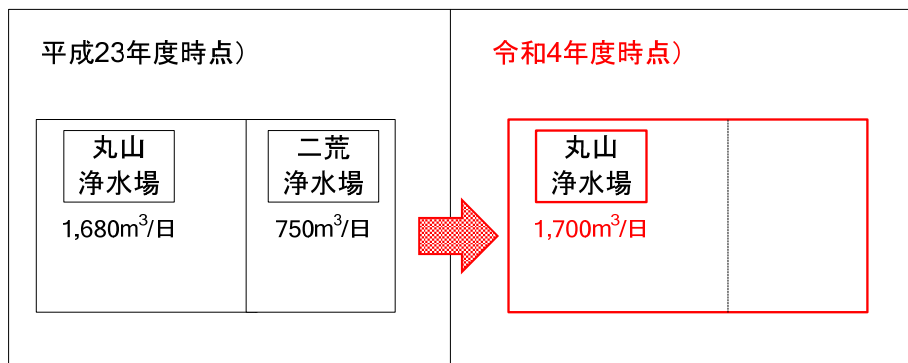 平成23年度時点）
丸山
浄水場
1,680m³/日
二荒
浄水場
750m³/日
令和4年度時点）
丸山
浄水場
1,700m³/日